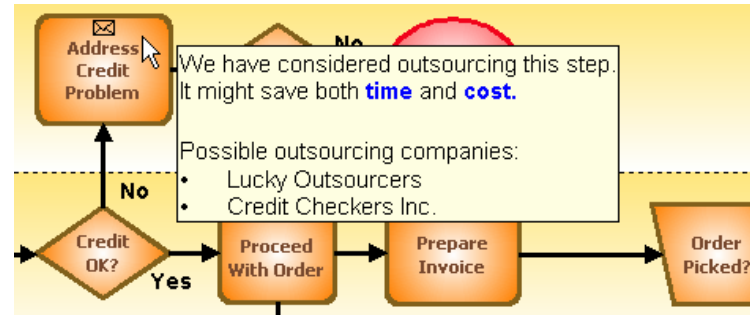 Address
Credit
Problem
No
We have considered outsourcing this step.
It might save both time and cost.
Possible outsourcing companies:
• Lucky Outsourcers
• Credit Checkers Inc.
No
Credit
OK?
Yes
Proceed
With Order
Prepare
Invoice
Order
Picked?